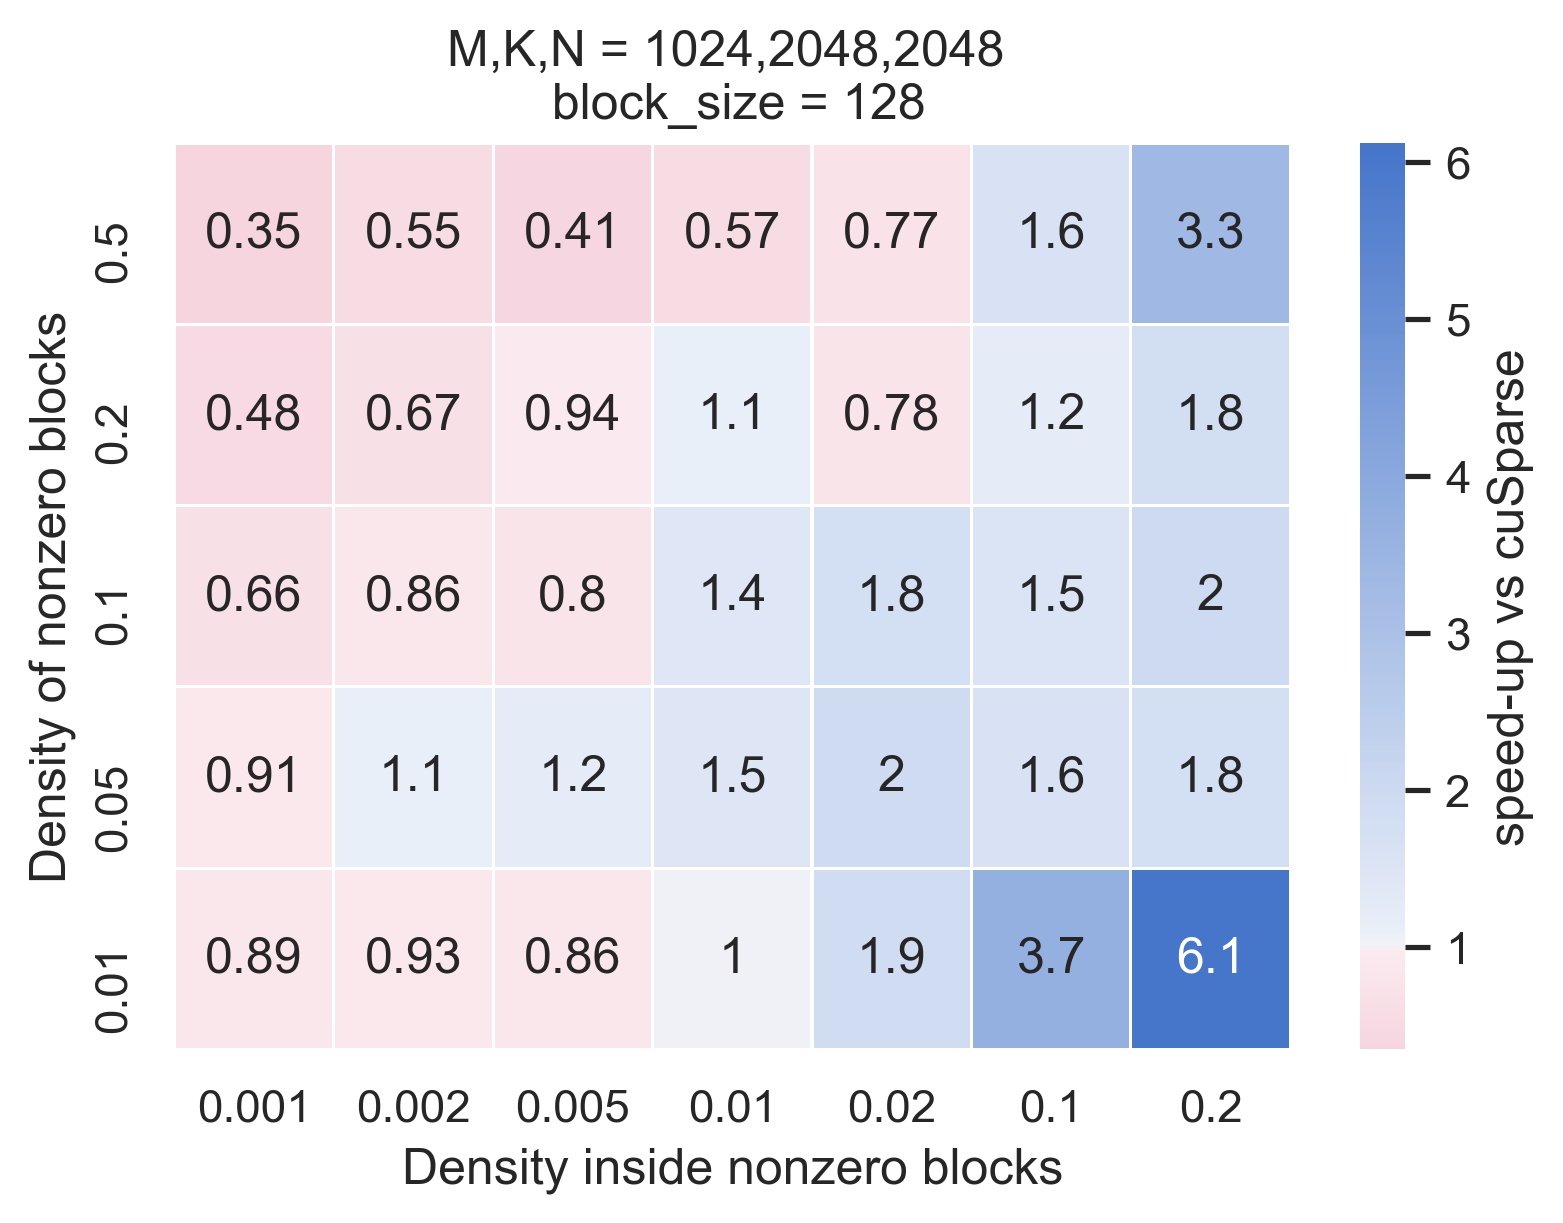 M,K,N = 1024,2048,2048
block_size = 128
Density of nonzero blocks
0.5 0.35 0.55 0.41 0.57 0.77 1.6 3.3
0.2 0.48 0.67 0.94 1.1 0.78 1.2 1.8
0.1 0.66 0.86 0.8 1.4 1.8 1.5 2
0.05 0.91 1.1 1.2 1.5 2 1.6 1.8
0.01 0.89 0.93 0.86 1 1.9 3.7 6.1
0.001 0.002 0.005 0.01 0.02 0.1 0.2
Density inside nonzero blocks
6
5
4
3
2
1
speed-up vs cuSparse